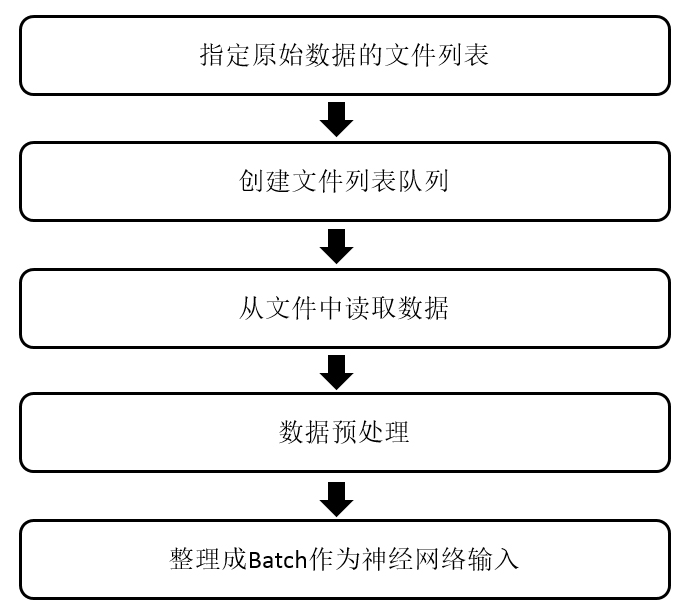 指定原始数据的文件列表
创建文件列表队列
从文件中读取数据
数据预处理
整理成Batch作为神经网络输入